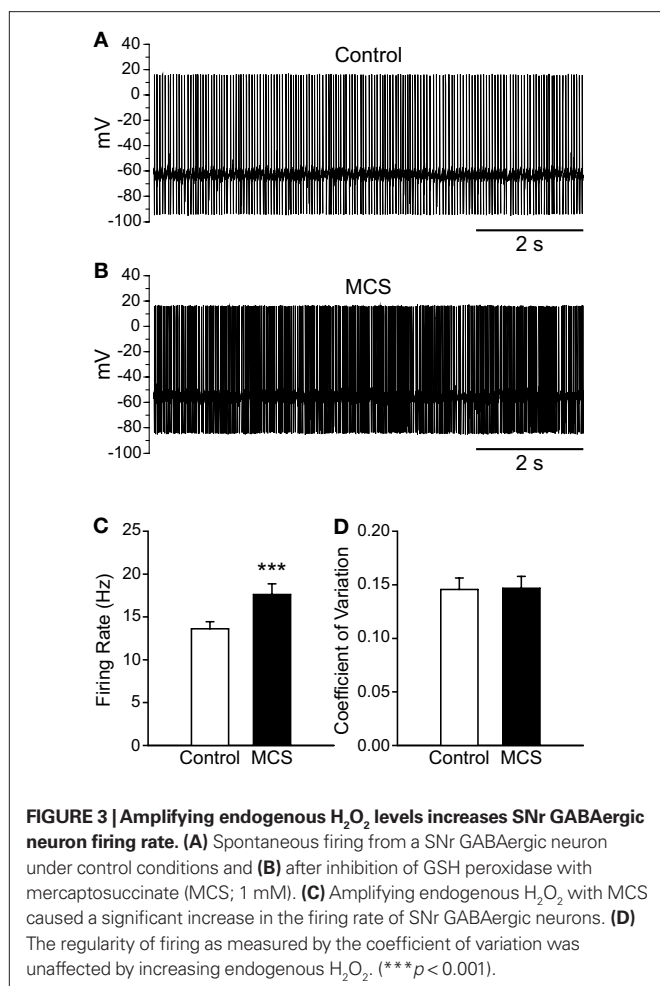 A
Control
40
20
0
-20
-40
-60
-80
-100
mV
2 s
B
MCS
40
20
0
-20
-40
-60
-80
-100
mV
2 s
C
25
20
15
10
5
0
Firing Rate (Hz)
***
Control MCS
D
0.20
0.15
0.10
0.05
0.00
Coefficient of Variation
Control MCS
FIGURE 3 | Amplifying endogenous H₂O₂ levels increases SNr GABAergic
neuron firing rate. (A) Spontaneous firing from a SNr GABAergic neuron
under control conditions and (B) after inhibition of GSH peroxidase with
mercaptosuccinate (MCS; 1 mM). (C) Amplifying endogenous H₂O₂ with MCS
caused a significant increase in the firing rate of SNr GABAergic neurons. (D)
The regularity of firing as measured by the coefficient of variation was
unaffected by increasing endogenous H₂O₂. (***p < 0.001).